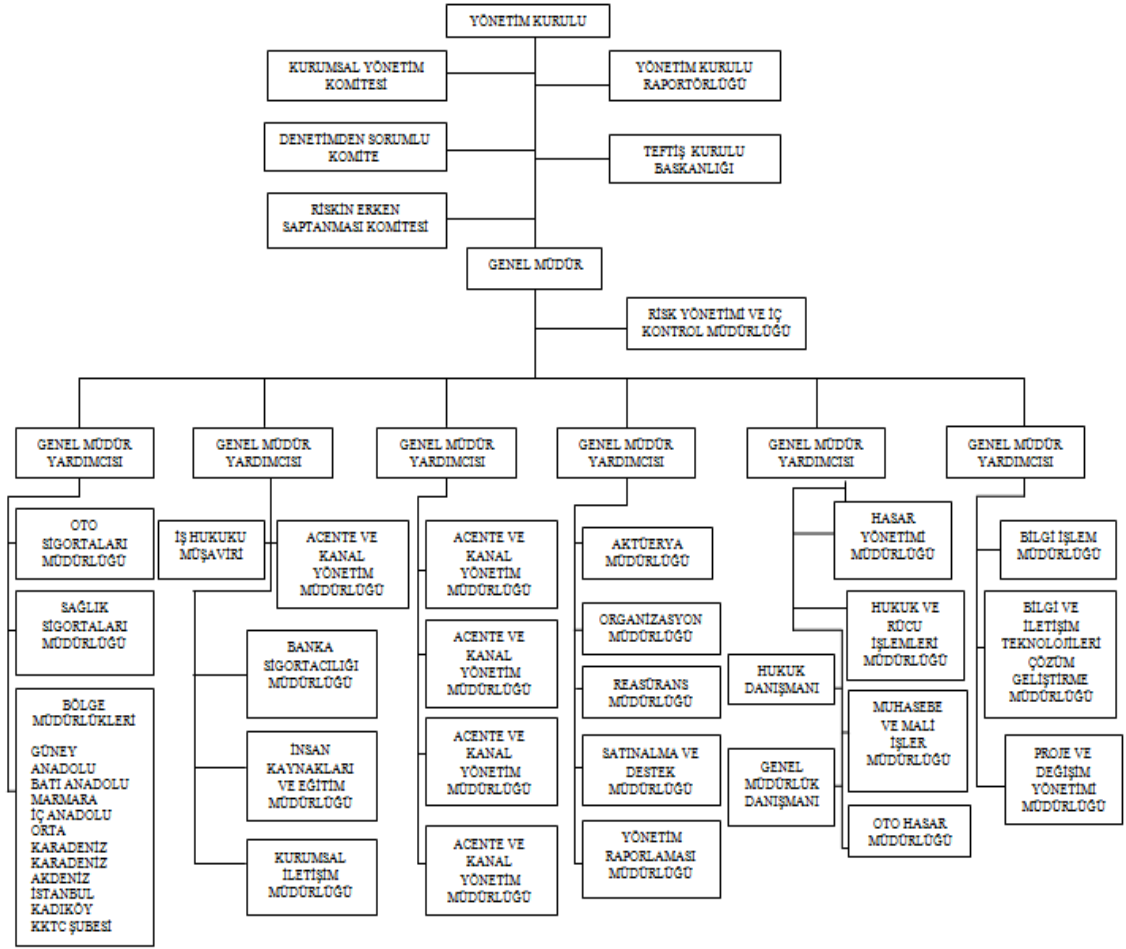 YÖNETİM KURULU
KURUMSAL YÖNETİM
KOMİTESİ
YÖNETİM KURULU
RAPORTÖRLÜĞÜ
DENETİMDEN SORUMLU
KOMİTE
TEFTİŞ KURULU
BASKANLIĞI
RİSKİN ERKEN
SAPTANMASI KOMİTESİ
GENEL MÜDÜR
RİSK YÖNETİMİ VE İÇ
KONTROL MÜDÜRLÜĞÜ
GENEL MÜDÜR
YARDIMCISI
GENEL MÜDÜR
YARDIMCISI
GENEL MÜDÜR
YARDIMCISI
GENEL MÜDÜR
YARDIMCISI
GENEL MÜDÜR
YARDIMCISI
GENEL MÜDÜR
YARDIMCISI
OTO
SİGORTALARI
MÜDÜRLÜĞÜ
SAĞLIK
SİGORTALARI
MÜDÜRLÜĞÜ
BÖLGE
MÜDÜRLÜKLERİ
GÜNEY
ANADOLU
BATI ANADOLU
MARMARA
İÇ ANADOLU
ORTA
KARADENİZ
KARADENİZ
AKDENİZ
İSTANBUL
KADIKÖY
KKTC ŞUBESİ
İŞ HUKUKU
MÜŞAVİRİ
ACENTE VE
KANAL
YÖNETİM
MÜDÜRLÜĞÜ
BANKA
SİGORTACILIĞI
MÜDÜRLÜĞÜ
İNSAN
KAYNAKLARI
VE EĞİTİM
MÜDÜRLÜĞÜ
KURUMSAL
İLETİŞİM
MÜDÜRLÜĞÜ
ACENTE VE
KANAL
YÖNETİM
MÜDÜRLÜĞÜ
ACENTE VE
KANAL
YÖNETİM
MÜDÜRLÜĞÜ
ACENTE VE
KANAL
YÖNETİM
MÜDÜRLÜĞÜ
ACENTE VE
KANAL
YÖNETİM
MÜDÜRLÜĞÜ
AKTÜERYA
MÜDÜRLÜĞÜ
ORGANİZASYON
MÜDÜRLÜĞÜ
REASÜRANS
MÜDÜRLÜĞÜ
SATINALMA VE
DESTEK
MÜDÜRLÜĞÜ
YÖNETİM
RAPORLAMASI
MÜDÜRLÜĞÜ
HASAR
YÖNETİMİ
MÜDÜRLÜĞÜ
HUKUK VE
RÜCU
İŞLEMLERİ
MÜDÜRLÜĞÜ
HUKUK
DANIŞMANI
MUHASEBE
VE MALİ
İŞLER
MÜDÜRLÜĞÜ
GENEL
MÜDÜRLÜK
DANIŞMANI
OTO HASAR
MÜDÜRLÜĞÜ
BİLGİ İŞLEM
MÜDÜRLÜĞÜ
BİLGİ VE
İLETİŞİM
TEKNOLOJİLERİ
ÇÖZÜM
GELİŞTİRME
MÜDÜRLÜĞÜ
PROJE VE
DEĞİŞİM
YÖNETİMİ
MÜDÜRLÜĞÜ